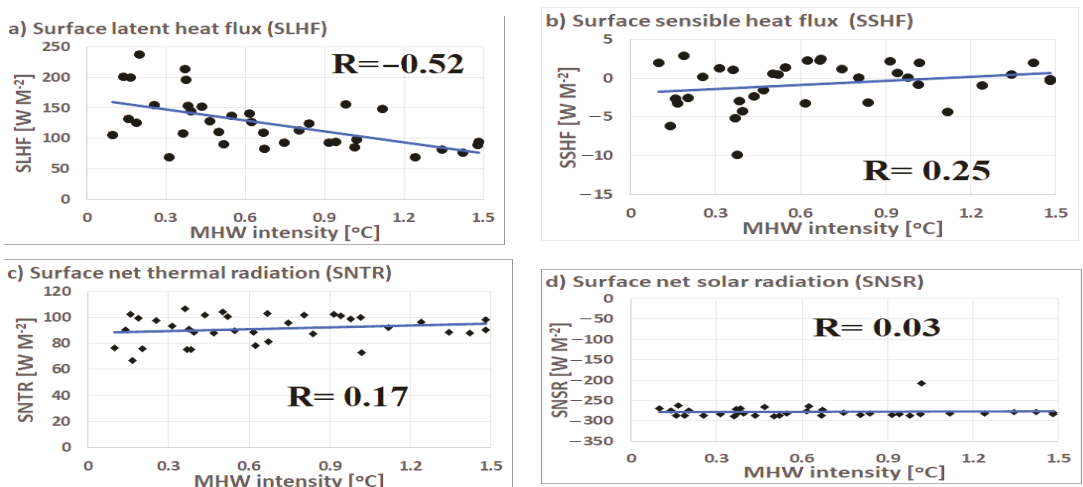 a) Surface latent heat flux (SLHF)
250
200
150
100
50
0
SLHF [W M-2]
R=−0.52
0 0.3 0.6 0.9 1.2 1.5
MHW intensity [°C]
b) Surface sensible heat flux (SSHF)
5
0
−5
−10
−15
SSHF [W M-2]
R= 0.25
0 0.3 0.6 0.9 1.2 1.5
MHW intensity [°C]
c) Surface net thermal radiation (SNTR)
120
100
80
60
40
20
0
SNTR [W M-2]
R= 0.17
0 0.3 0.6 0.9 1.2 1.5
MHW intensity [°C]
d) Surface net solar radiation (SNSR)
0
−50
−100
−150
−200
−250
−300
−350
SNSR [W M-2]
R= 0.03
0 0.3 0.6 0.9 1.2 1.5
MHW intensity [°C]